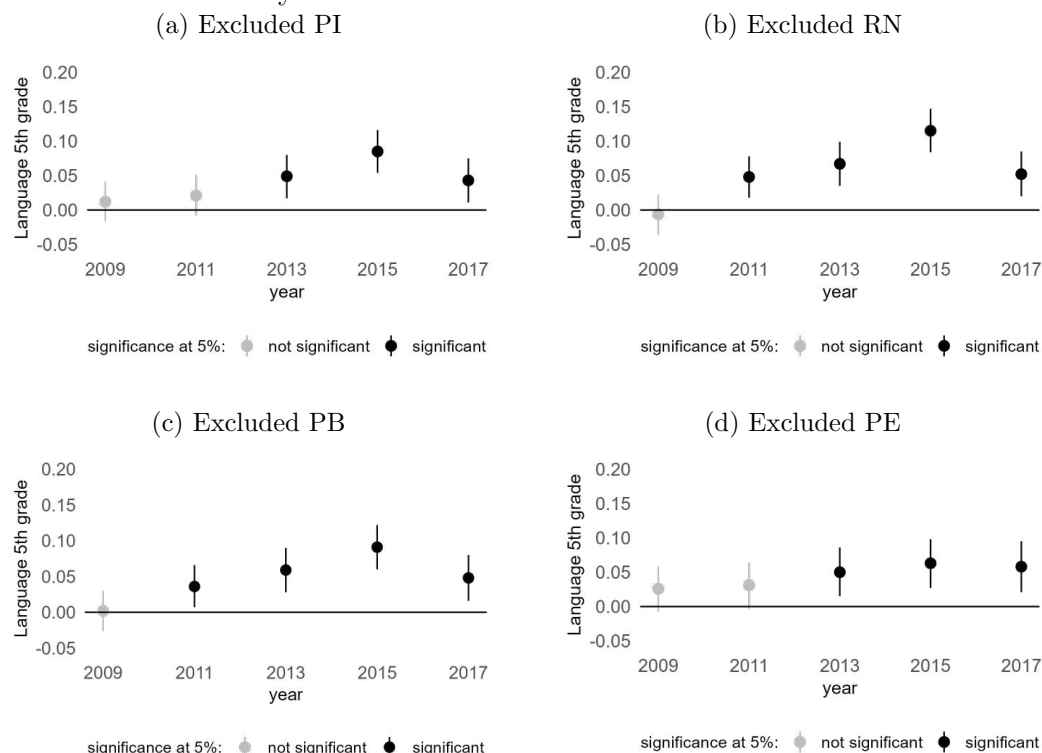 (a) Excluded PI
Language 5th grade
0.20
0.15
0.10
0.05
0.00
-0.05
2009 2011 2013 2015 2017
year
significance at 5%: not significant significant
(b) Excluded RN
Language 5th grade
0.20
0.15
0.10
0.05
0.00
-0.05
2009 2011 2013 2015 2017
year
significance at 5%: not significant significant
(c) Excluded PB
Language 5th grade
0.20
0.15
0.10
0.05
0.00
-0.05
2009 2011 2013 2015 2017
year
significance at 5%: not significant significant
(d) Excluded PE
Language 5th grade
0.20
0.15
0.10
0.05
0.00
-0.05
2009 2011 2013 2015 2017
year
significance at 5%: not significant significant